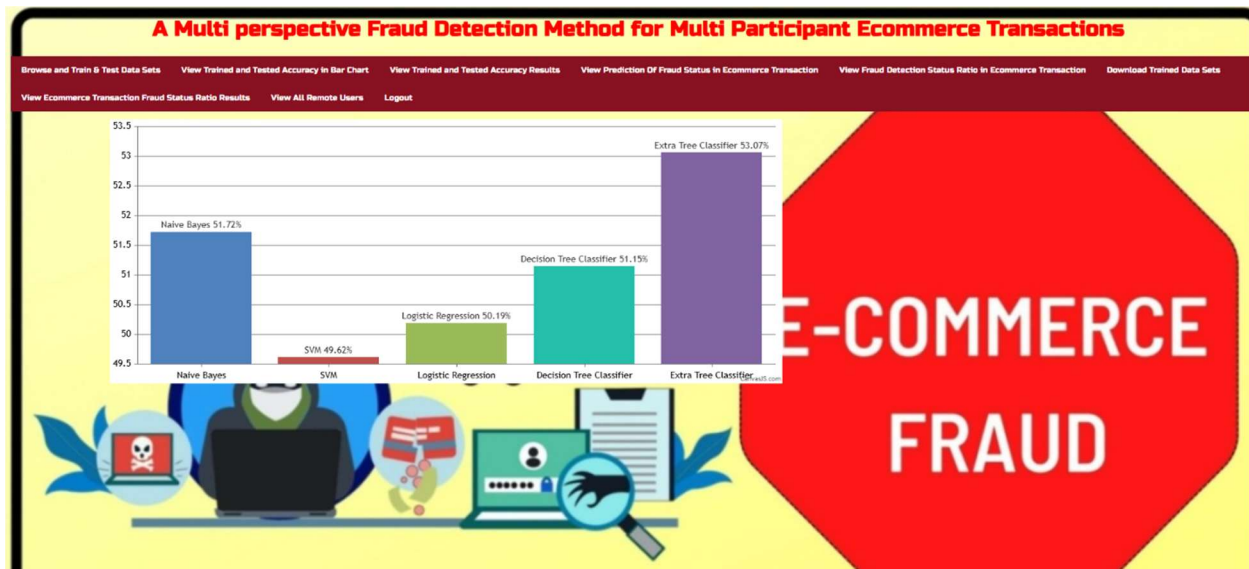 A Multi perspective Fraud Detection Method for Multi Participant Ecommerce Transactions
Browse and Train & Test Data Sets View Trained and Tested Accuracy in Bar Chart View Trained and Tested Accuracy Results View Prediction Of Fraud Status in Ecommerce Transaction View Fraud Detection Status Ratio in Ecommerce Transaction Download Trained Data Sets
View Ecommerce Transaction Fraud Status Ratio Results View All Remote Users Logout
53.5
53
52.5
52
51.5
51
50.5
50
49.5
Extra Tree Classifier 53.07%
Naive Bayes 51.72%
Decision Tree Classifier 51.15%
Logistic Regression 50.19%
SVM 49.62%
Naive Bayes SVM Logistic Regression Decision Tree Classifier Extra Tree Classifier
E-COMMERCE
FRAUD